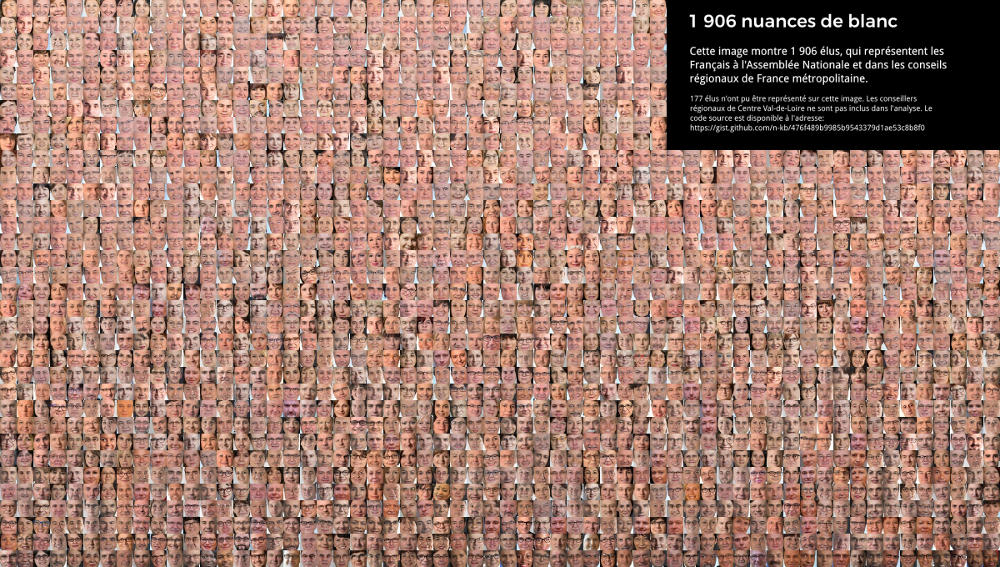 1 906 nuances de blanc
Cette image montre 1 906 élus, qui représentent les
Français à l'Assemblée Nationale et dans les conseils
régionaux de France métropolitaine.
177 élus n'ont pu être représenté sur cette image. Les conseillers
régionaux de Centre Val-de-Loire ne sont pas inclus dans l'analyse. Le
code source est disponible à l'adresse:
https://gist.github.com/n-kb/476f489b9985b9543379d1ae53c8b8f0